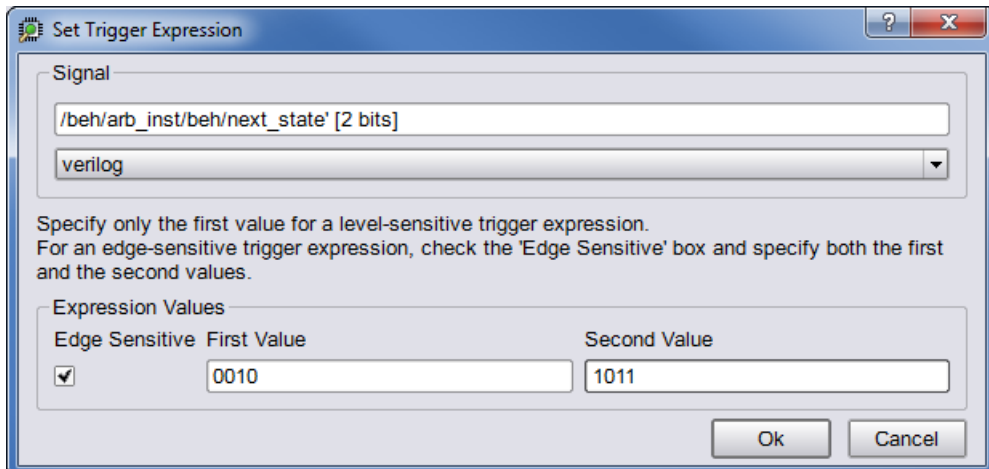 Set Trigger Expression
?
X
Signal
/beh/arb_inst/beh/next_state' [2 bits]
verilog
Specify only the first value for a level-sensitive trigger expression.
For an edge-sensitive trigger expression, check the 'Edge Sensitive' box and specify both the first
and the second values.
Expression Values
Edge Sensitive First Value Second Value
0010 1011
Ok Cancel